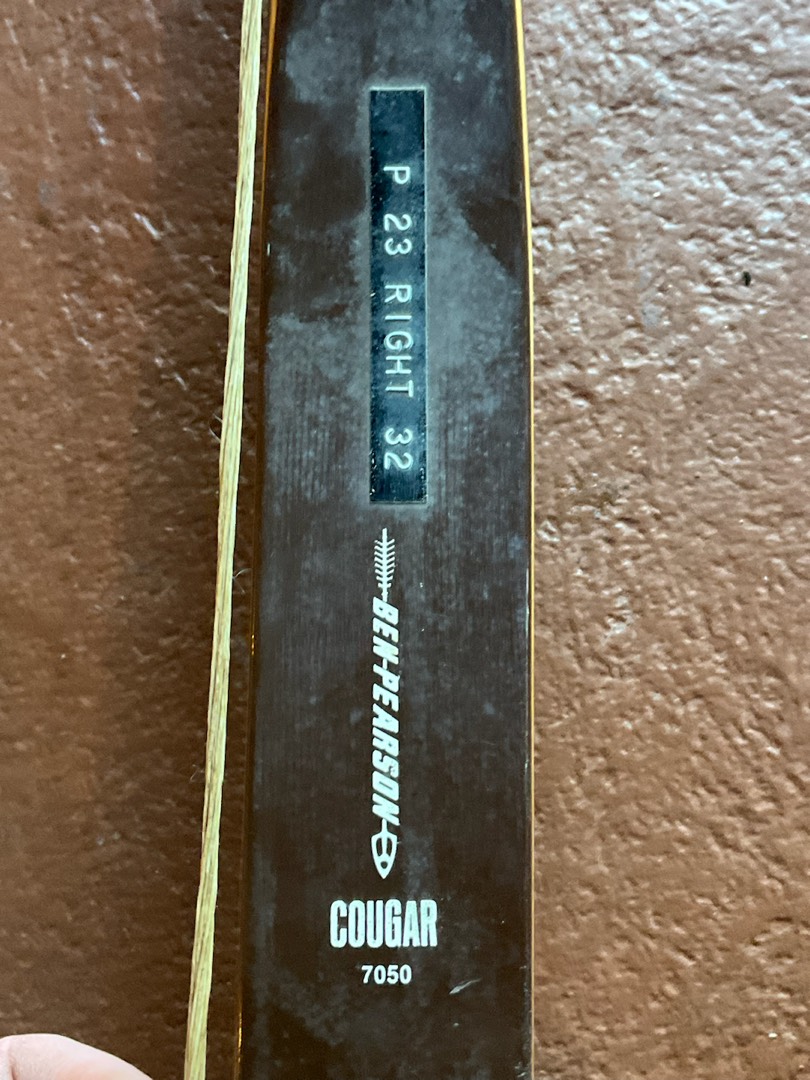 P 23 RIGHT 32
BEN PEARSON
COUGAR
7050